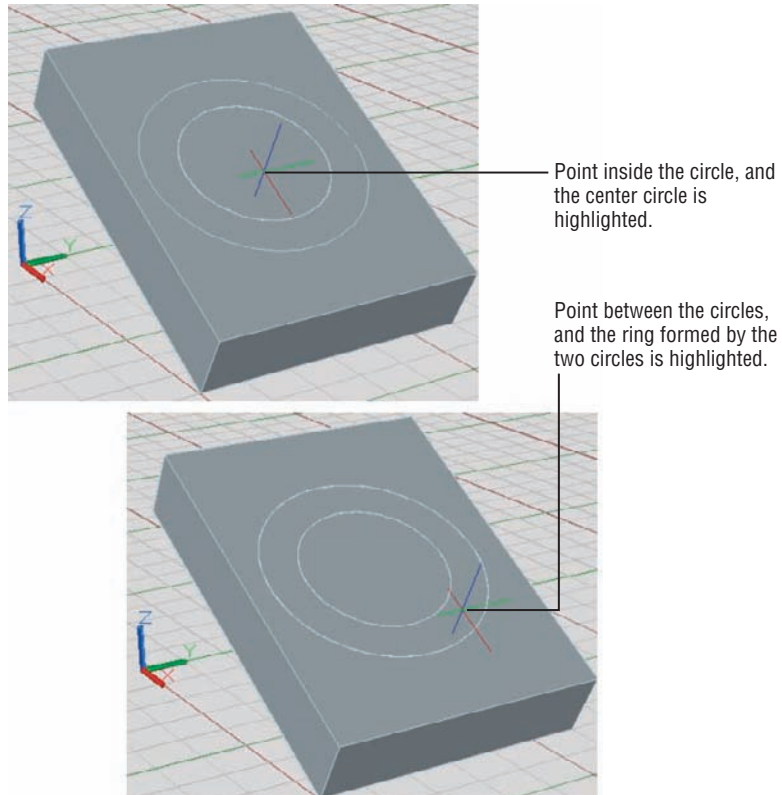 Point inside the circle, and
the center circle is
highlighted.
Z
Y
X
Point between the circles,
and the ring formed by the
two circles is highlighted.
Z
Y
X